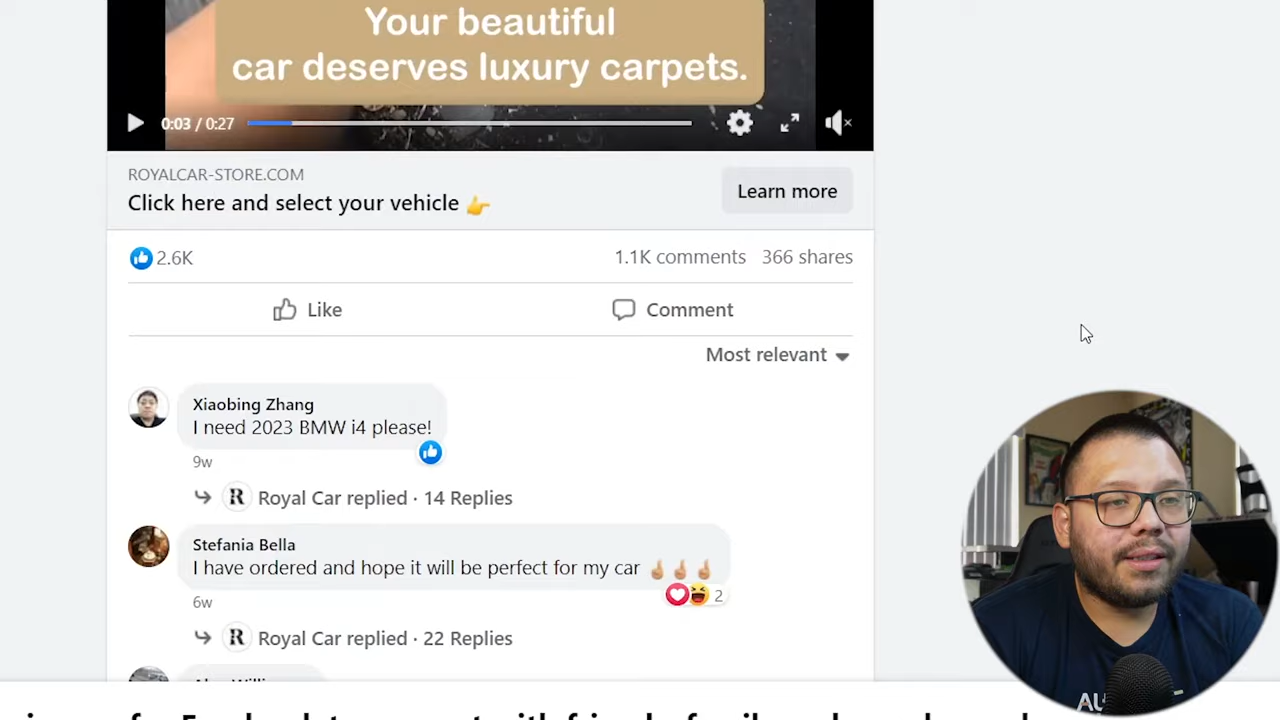 Your beautiful
car deserves luxury carpets.
0:03 / 0:27
ROYALCAR-STORE.COM
Click here and select your vehicle 👉
Learn more
2.6K
1.1K comments 366 shares
Like
Comment
Most relevant
Xiaobing Zhang
I need 2023 BMW i4 please!
9w
R Royal Car replied · 14 Replies
Stefania Bella
I have ordered and hope it will be perfect for my car 🤞🤞🤞
2
6w
R Royal Car replied · 22 Replies